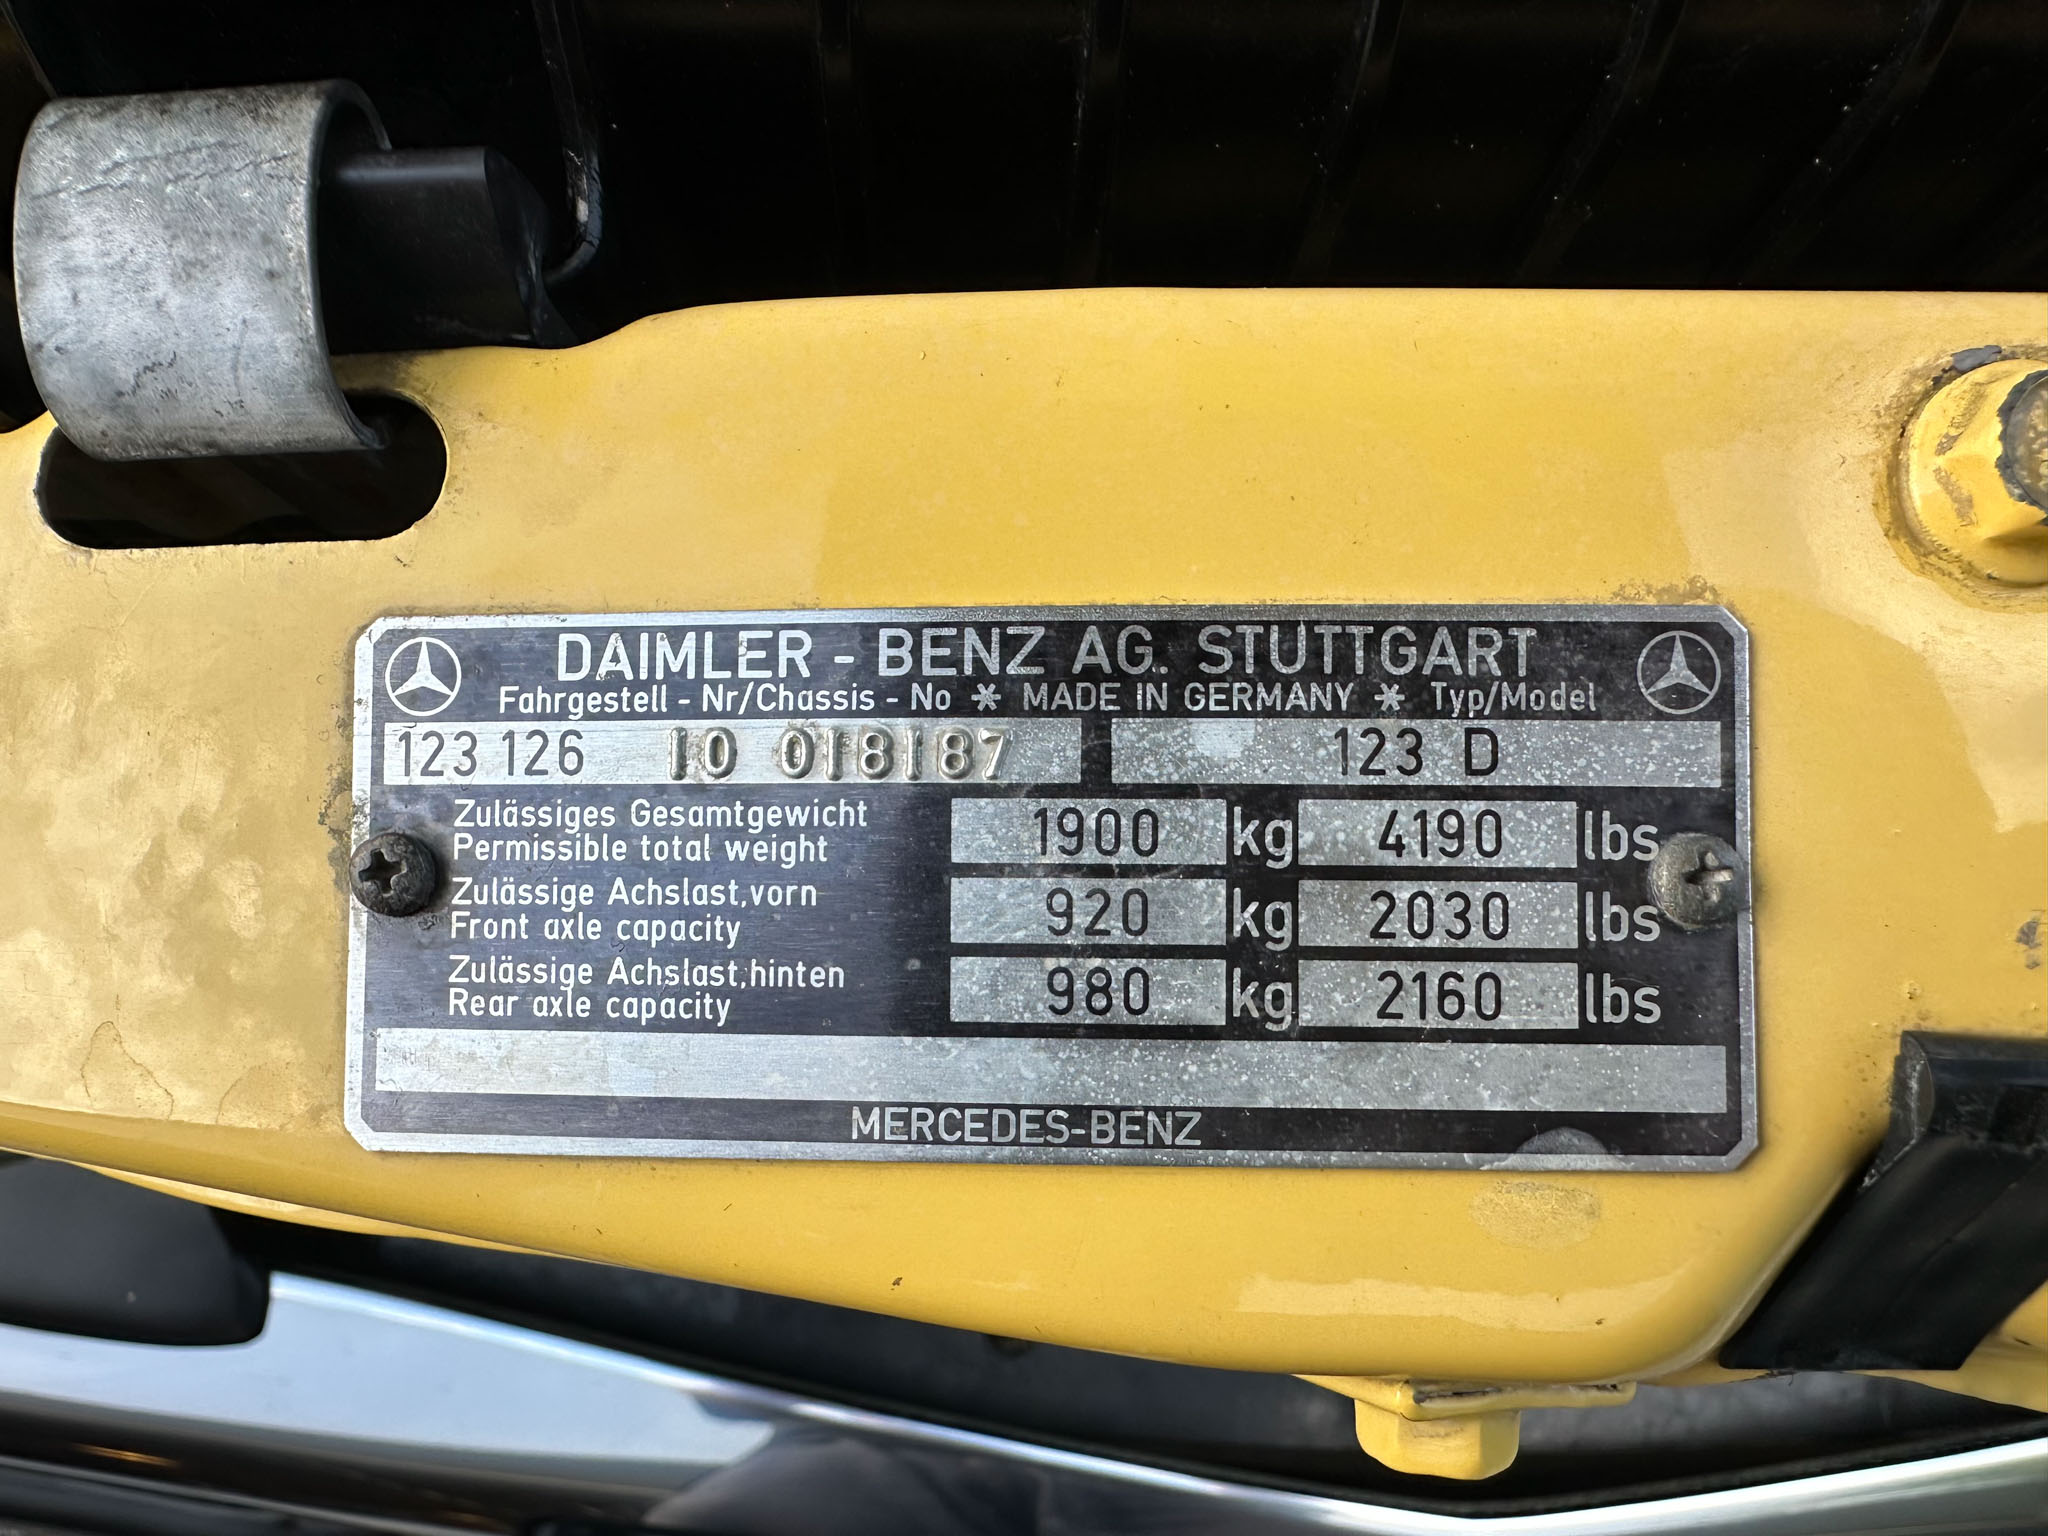 DAIMLER - BENZ AG. STUTTGART
Fahrgestell - Nr/Chassis - No * MADE IN GERMANY * Typ/Model
123 126 10 018187 123 D
Zulässiges Gesamtgewicht
Permissible total weight 1900 kg 4190 lbs
Zulässige Achslast,vorn
Front axle capacity 920 kg 2030 lbs
Zulässige Achslast,hinten
Rear axle capacity 980 kg 2160 lbs
MERCEDES-BENZ